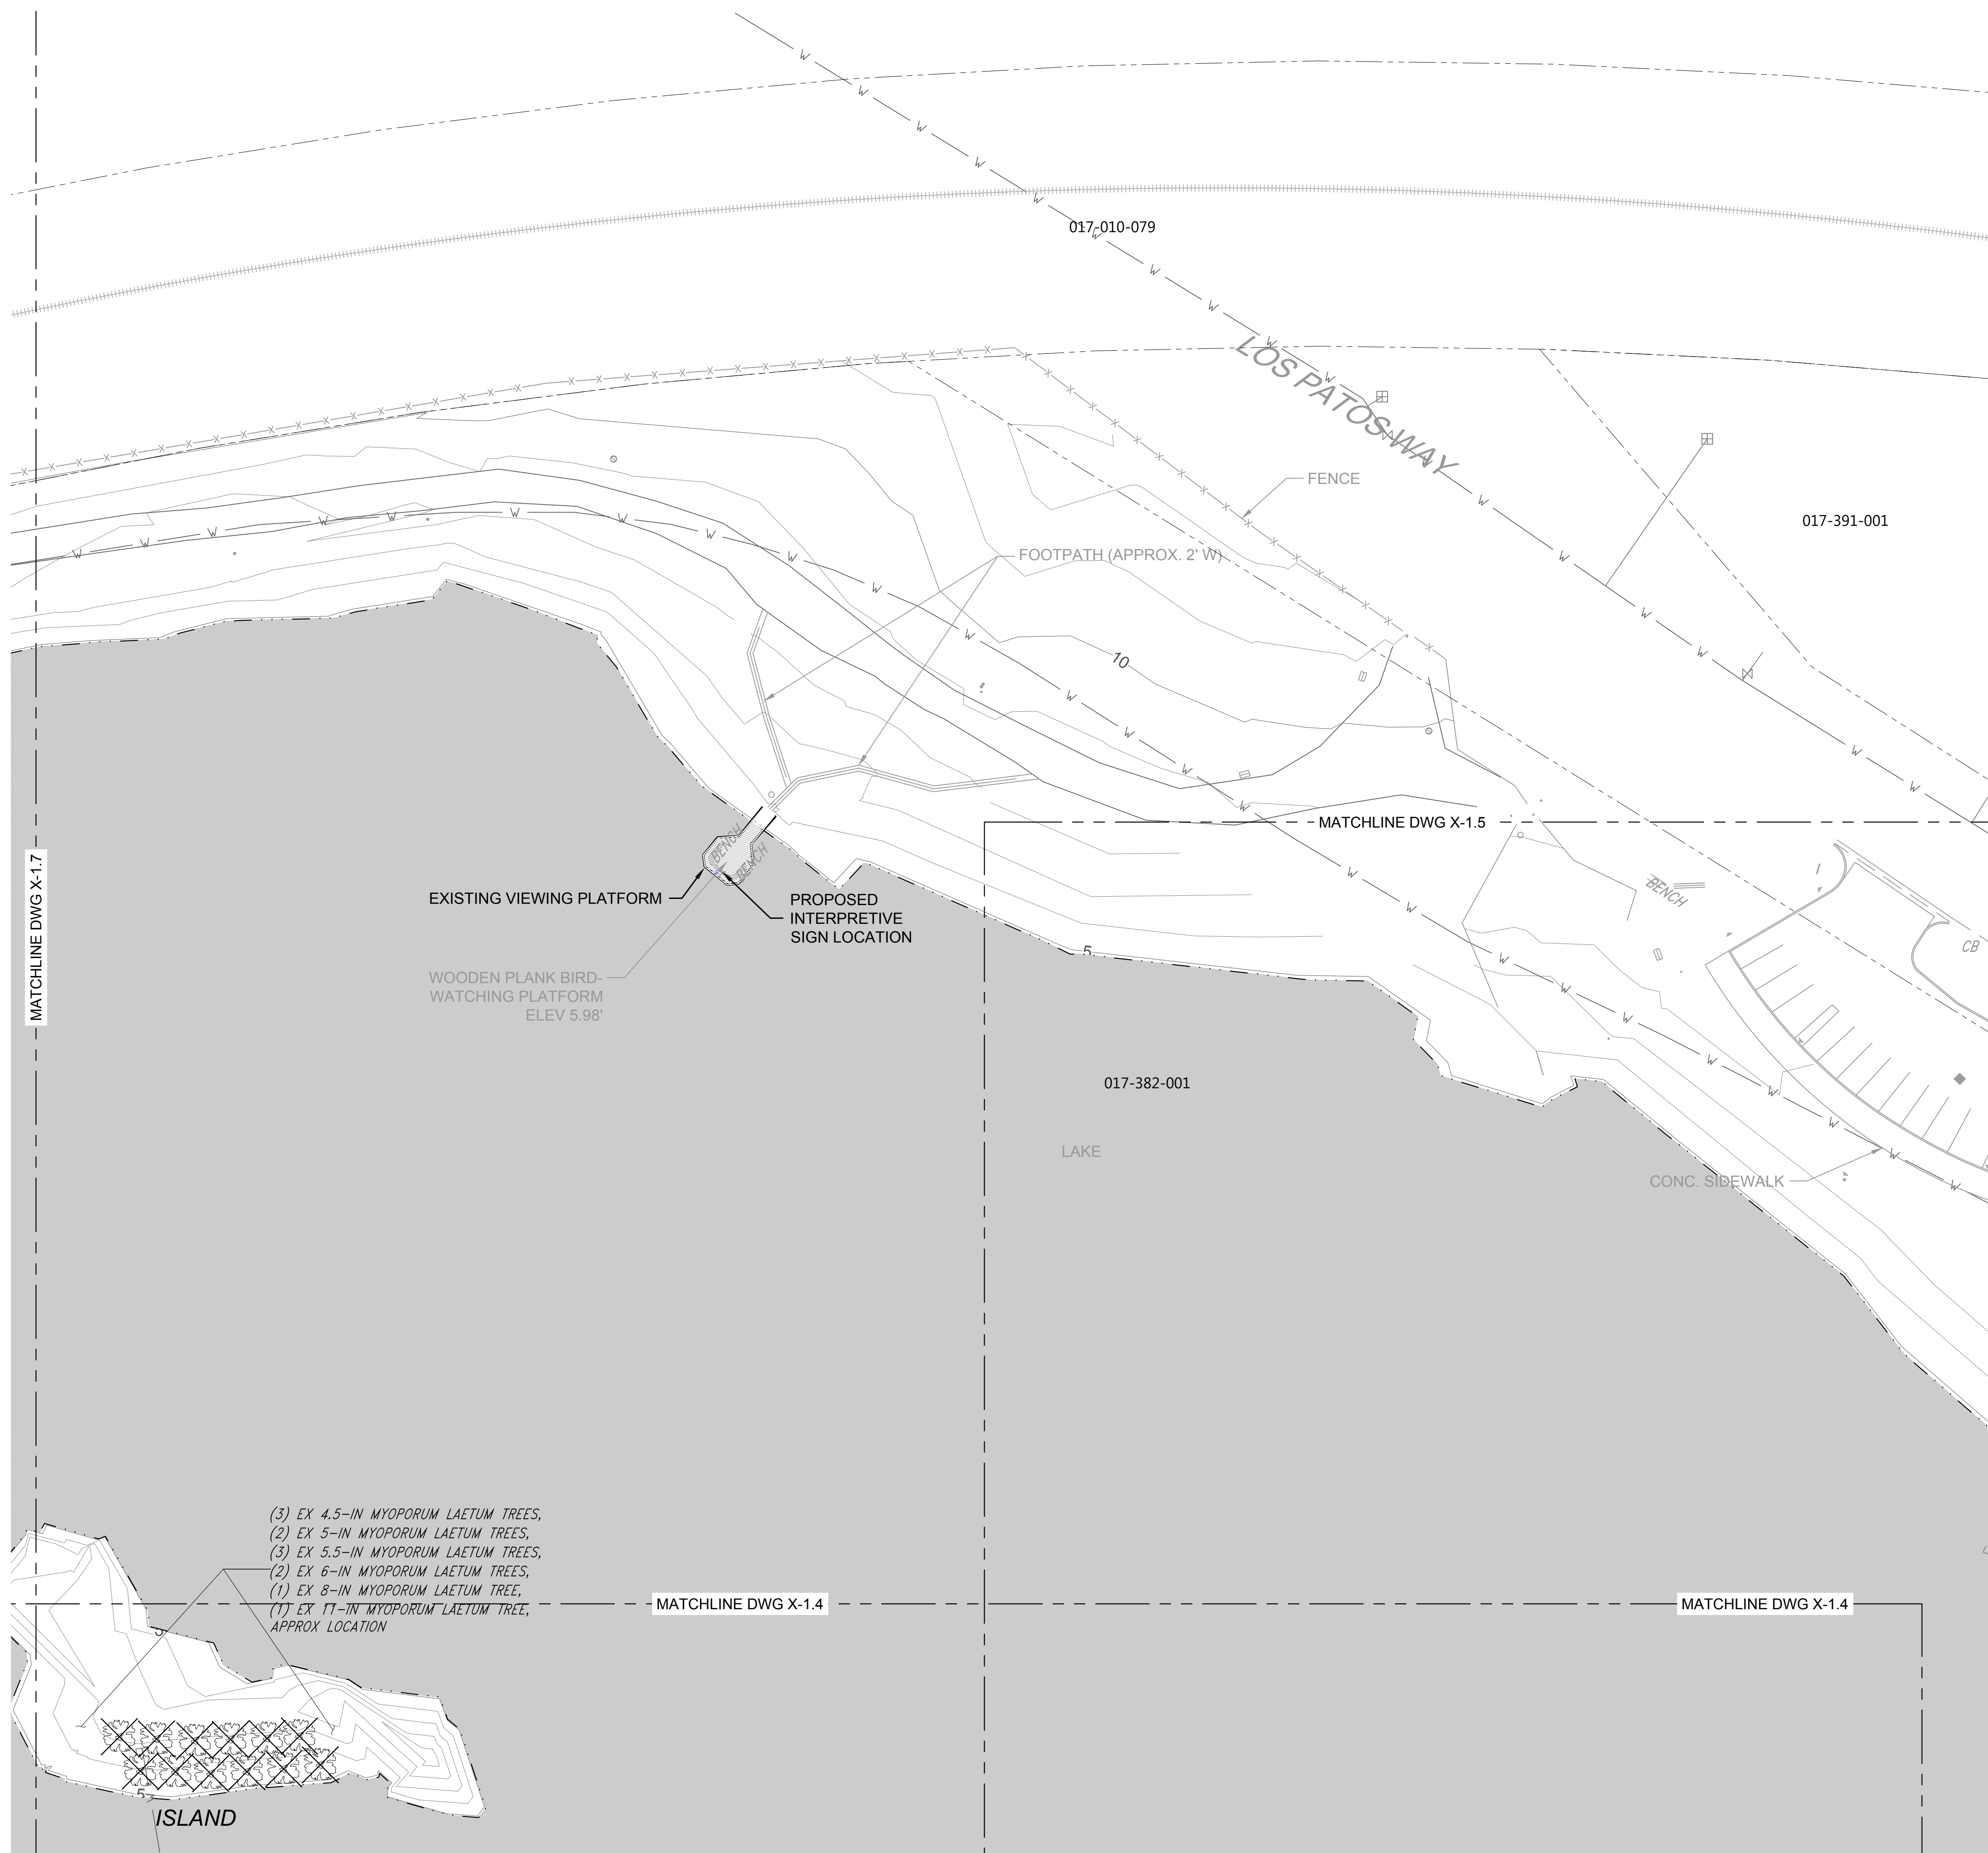 017-010-079
LOS PATOS WAY
FENCE
017-391-001
FOOTPATH (APPROX. 2' W)
10
MATCHLINE DWG X-1.5
BENCH
BENCH
BENCH
CB
EXISTING VIEWING PLATFORM
PROPOSED
INTERPRETIVE
SIGN LOCATION
MATCHLINE DWG X-1.7
WOODEN PLANK BIRD-
WATCHING PLATFORM
ELEV 5.98'
5
017-382-001
LAKE
CONC. SIDEWALK
(3) EX 4.5-IN MYOPORUM LAETUM TREES,
(2) EX 5-IN MYOPORUM LAETUM TREES,
(3) EX 5.5-IN MYOPORUM LAETUM TREES,
(2) EX 6-IN MYOPORUM LAETUM TREES,
(1) EX 8-IN MYOPORUM LAETUM TREE,
(1) EX 11-IN MYOPORUM LAETUM TREE,
APPROX LOCATION
MATCHLINE DWG X-1.4
MATCHLINE DWG X-1.4
5
ISLAND